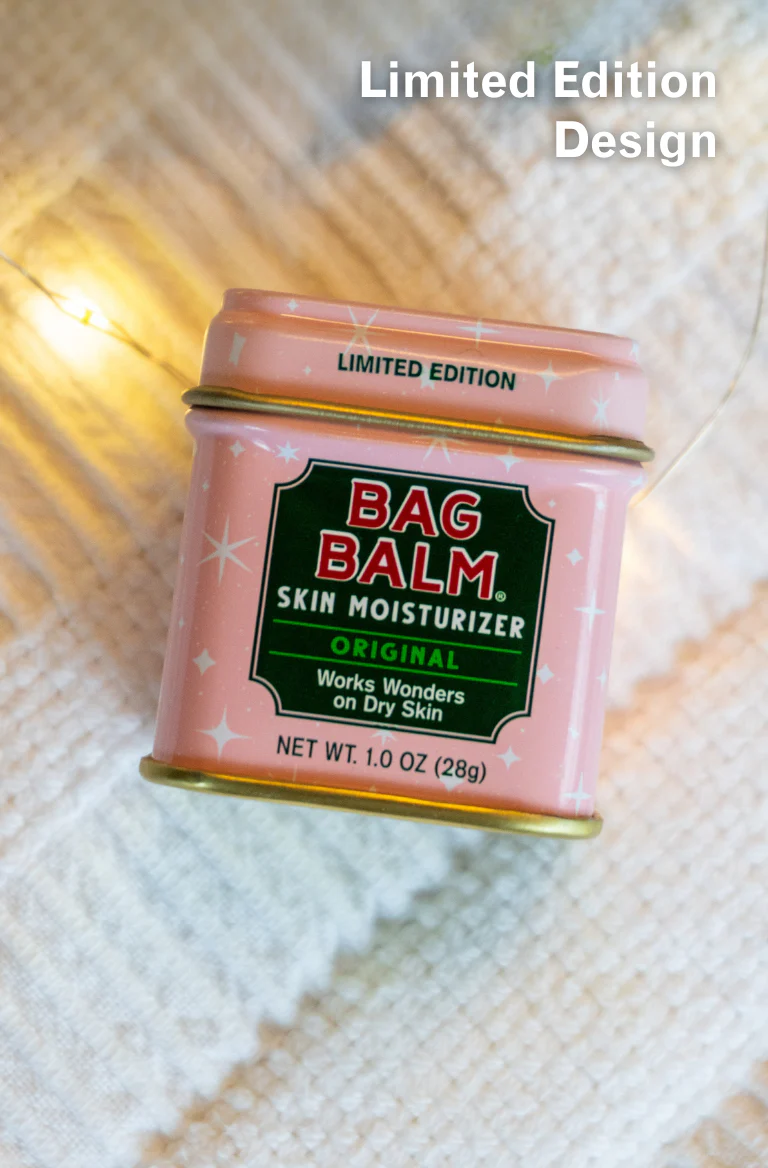 Limited Edition
Design
LIMITED EDITION
BAG
BALM®
SKIN MOISTURIZER
ORIGINAL
Works Wonders
on Dry Skin
NET WT. 1.0 OZ (28g)